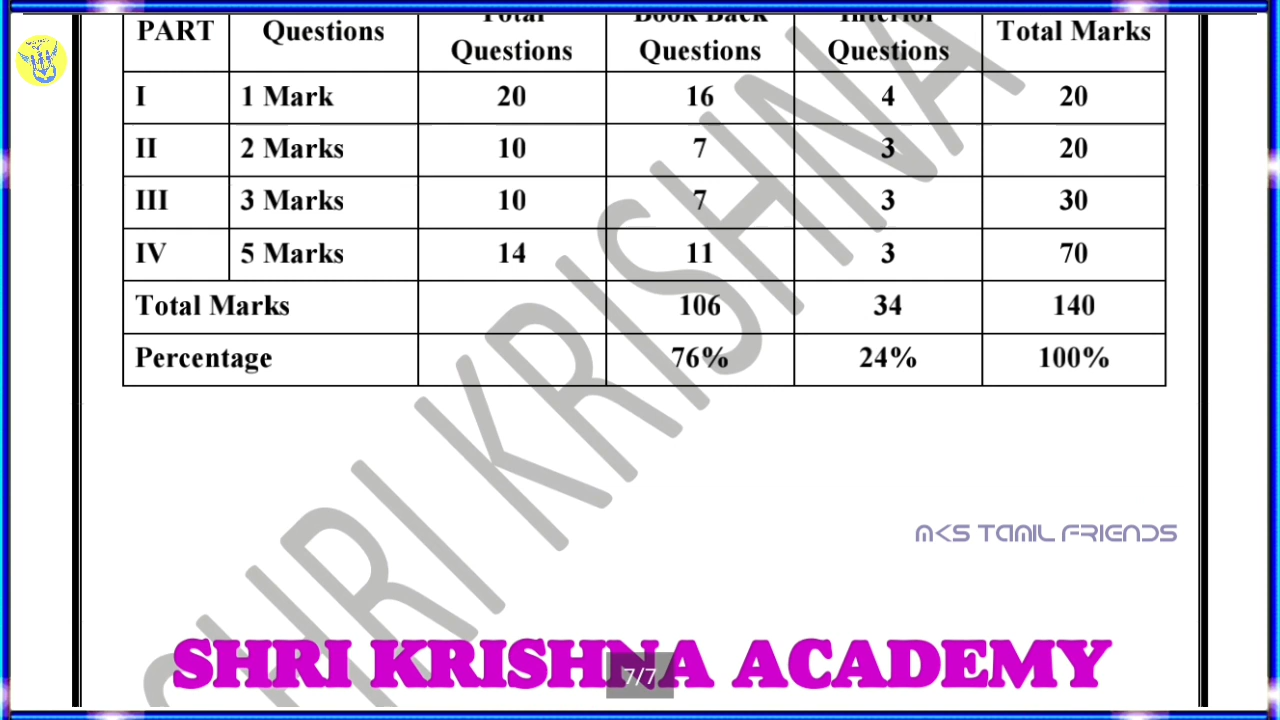 PART Questions Total Questions Book Back Questions Interior Questions Total Marks
I 1 Mark 20 16 4 20
II 2 Marks 10 7 3 20
III 3 Marks 10 7 3 30
IV 5 Marks 14 11 3 70
Total Marks 106 34 140
Percentage 76% 24% 100%
SHRI KRISHNA
MKS TAMIL FRIENDS
SHRI KRISHNA ACADEMY
7/7